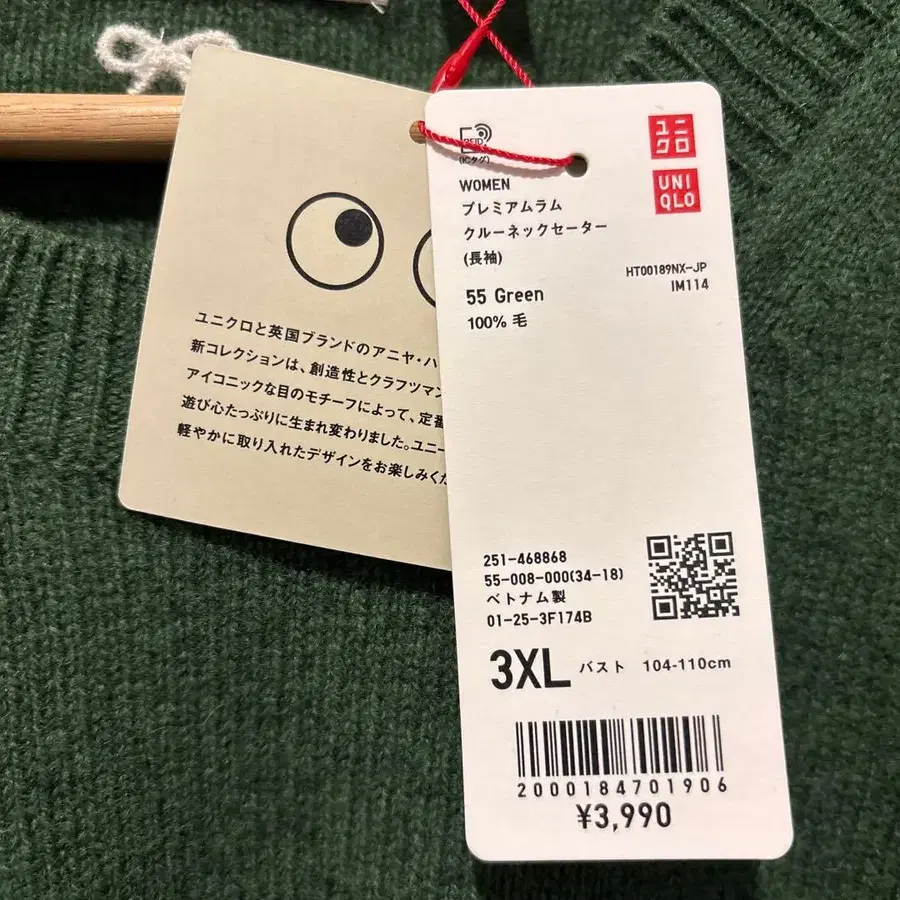 ユニクロと英国ブランドのアニヤ・ハ
新コレクションは、創造性とクラフツマン
アイコニックな目のモチーフによって、定番
遊び心たっぷりに生まれ変わりました。ユニー
軽やかに取り入れたデザインをお楽しみくだ
RFID
(ICタグ)
ユニ
クロ
UNI
QLO
WOMEN
プレミアムラム
クルーネックセーター
(長袖)
HT00189NX-JP
IM114
55 Green
100% 毛
251-468868
55-008-000(34-18)
ベトナム製
01-25-3F174B
3XL バスト 104-110cm
2000184701906
¥3,990